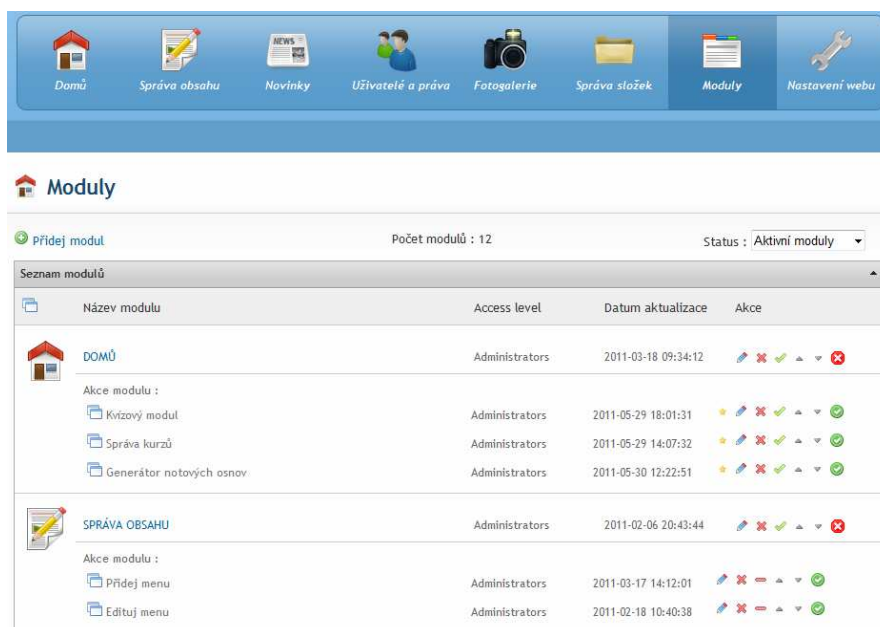 Domů Správa obsahu NEWS Novinky Uživatelé a práva Fotogalerie Správa složek Moduly Nastavení webu
Moduly
Přidej modul Počet modulů : 12 Status : Aktivní moduly
Seznam modulů
Název modulu Access level Datum aktualizace Akce
DOMŮ Administrators 2011-03-18 09:34:12
Akce modulu :
Kvízový modul Administrators 2011-05-29 18:01:31
Správa kurzů Administrators 2011-05-29 14:07:32
Generátor notových osnov Administrators 2011-05-30 12:22:51
SPRÁVA OBSAHU Administrators 2011-02-06 20:43:44
Akce modulu :
Přidej menu Administrators 2011-03-17 14:12:01
Edituj menu Administrators 2011-02-18 10:40:38